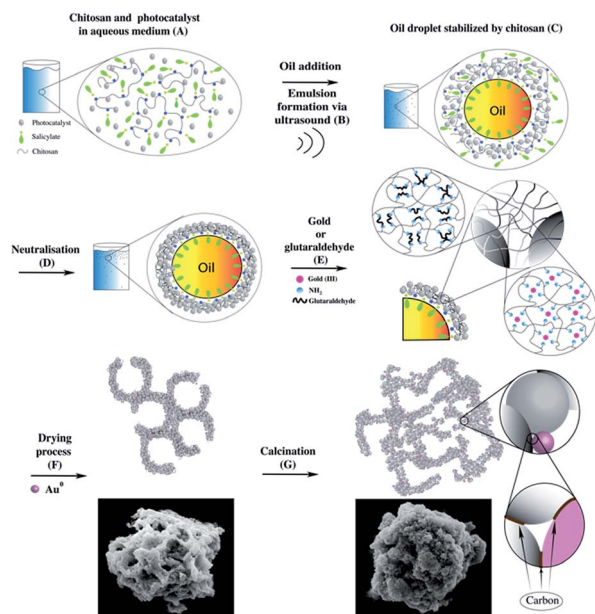 Chitosan and photocatalyst
in aqueous medium (A)
Oil droplet stabilized by chitosan (C)
Oil addition
Emulsion
formation via
ultrasound (B)
Photocatalyst
Salicylate
Chitosan
Oil
Neutralisation
(D)
Oil
Gold
or
glutaraldehyde
(E)
Gold (III)
NH2
Glutaraldehyde
Drying
process
(F)
Au0
Calcination
(G)
Carbon